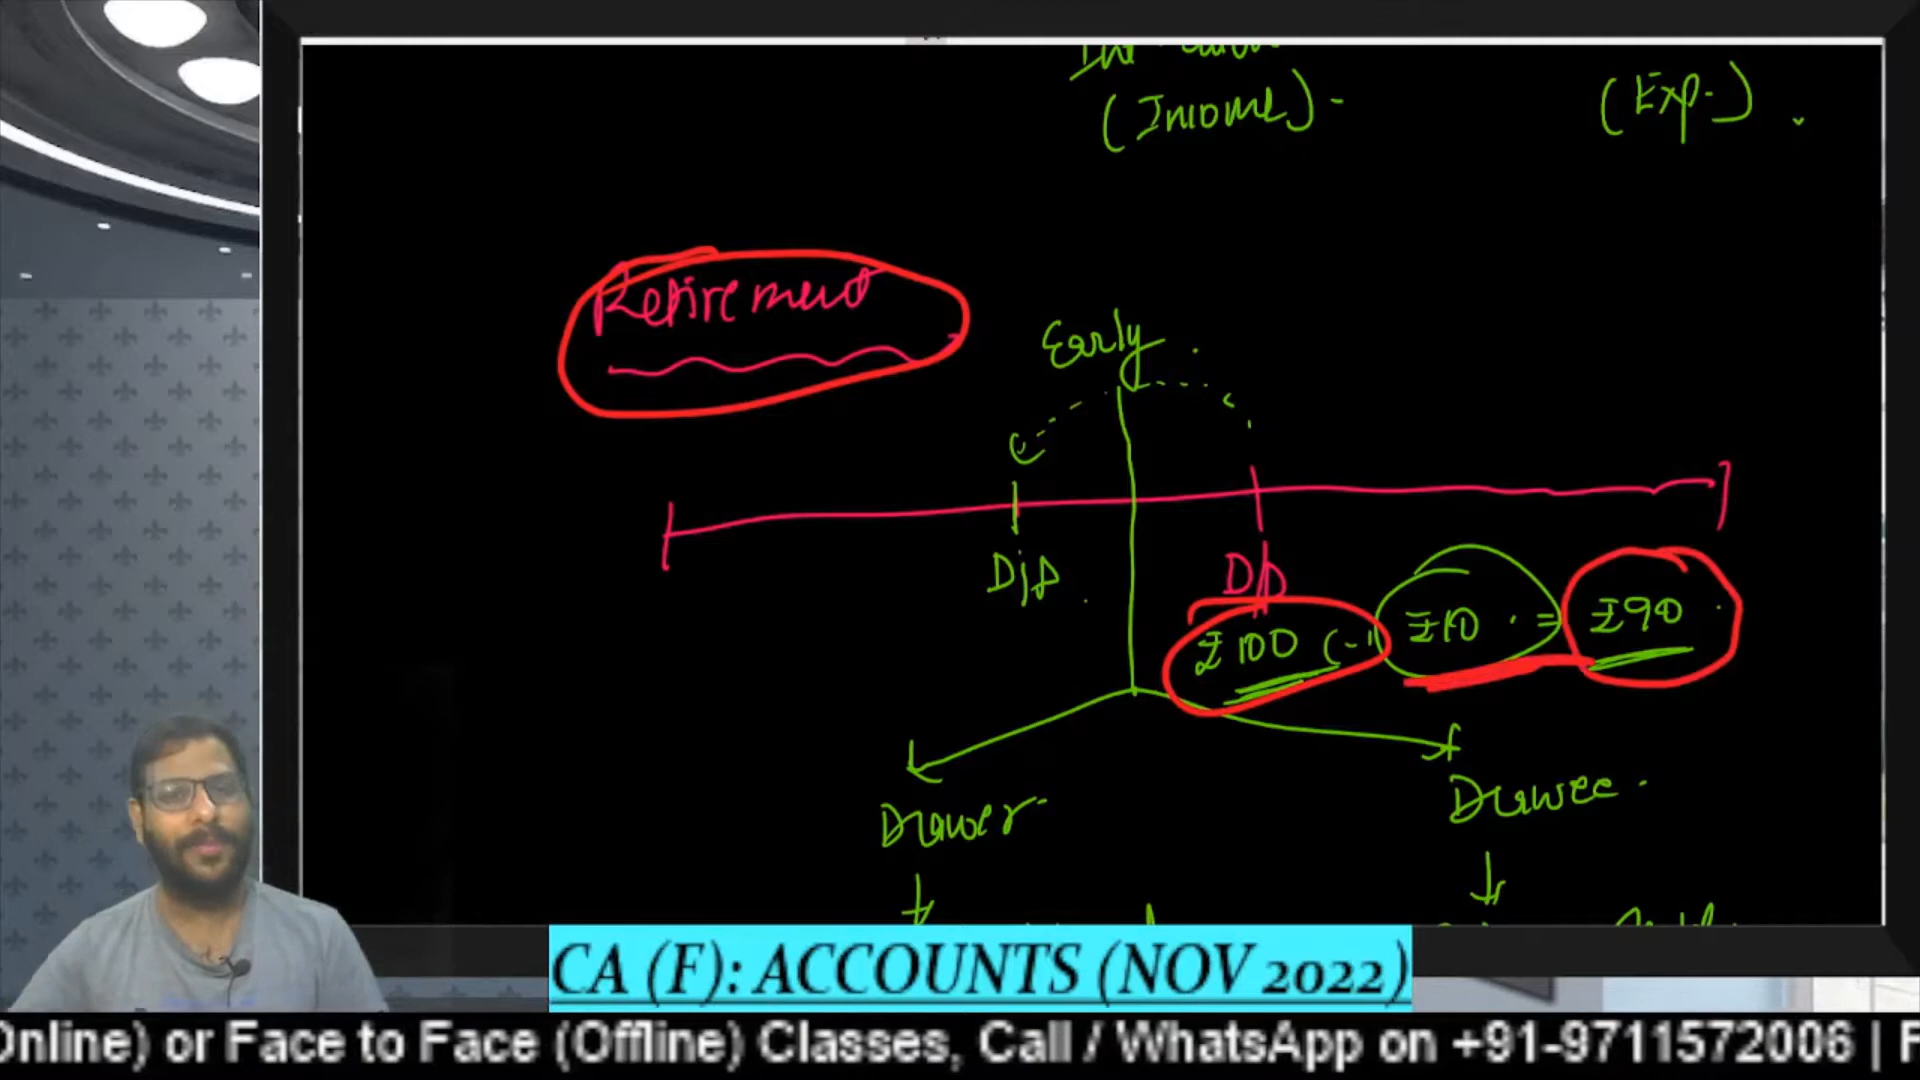 (Income) -
(Exp.) .
Retirement
Early .
D/D
₹100 (-) ₹10 . = ₹90 .
Drawer
Drawee .
CA (F): ACCOUNTS (NOV 2022)
Online) or Face to Face (Offline) Classes, Call / WhatsApp on +91-9711572006 | F